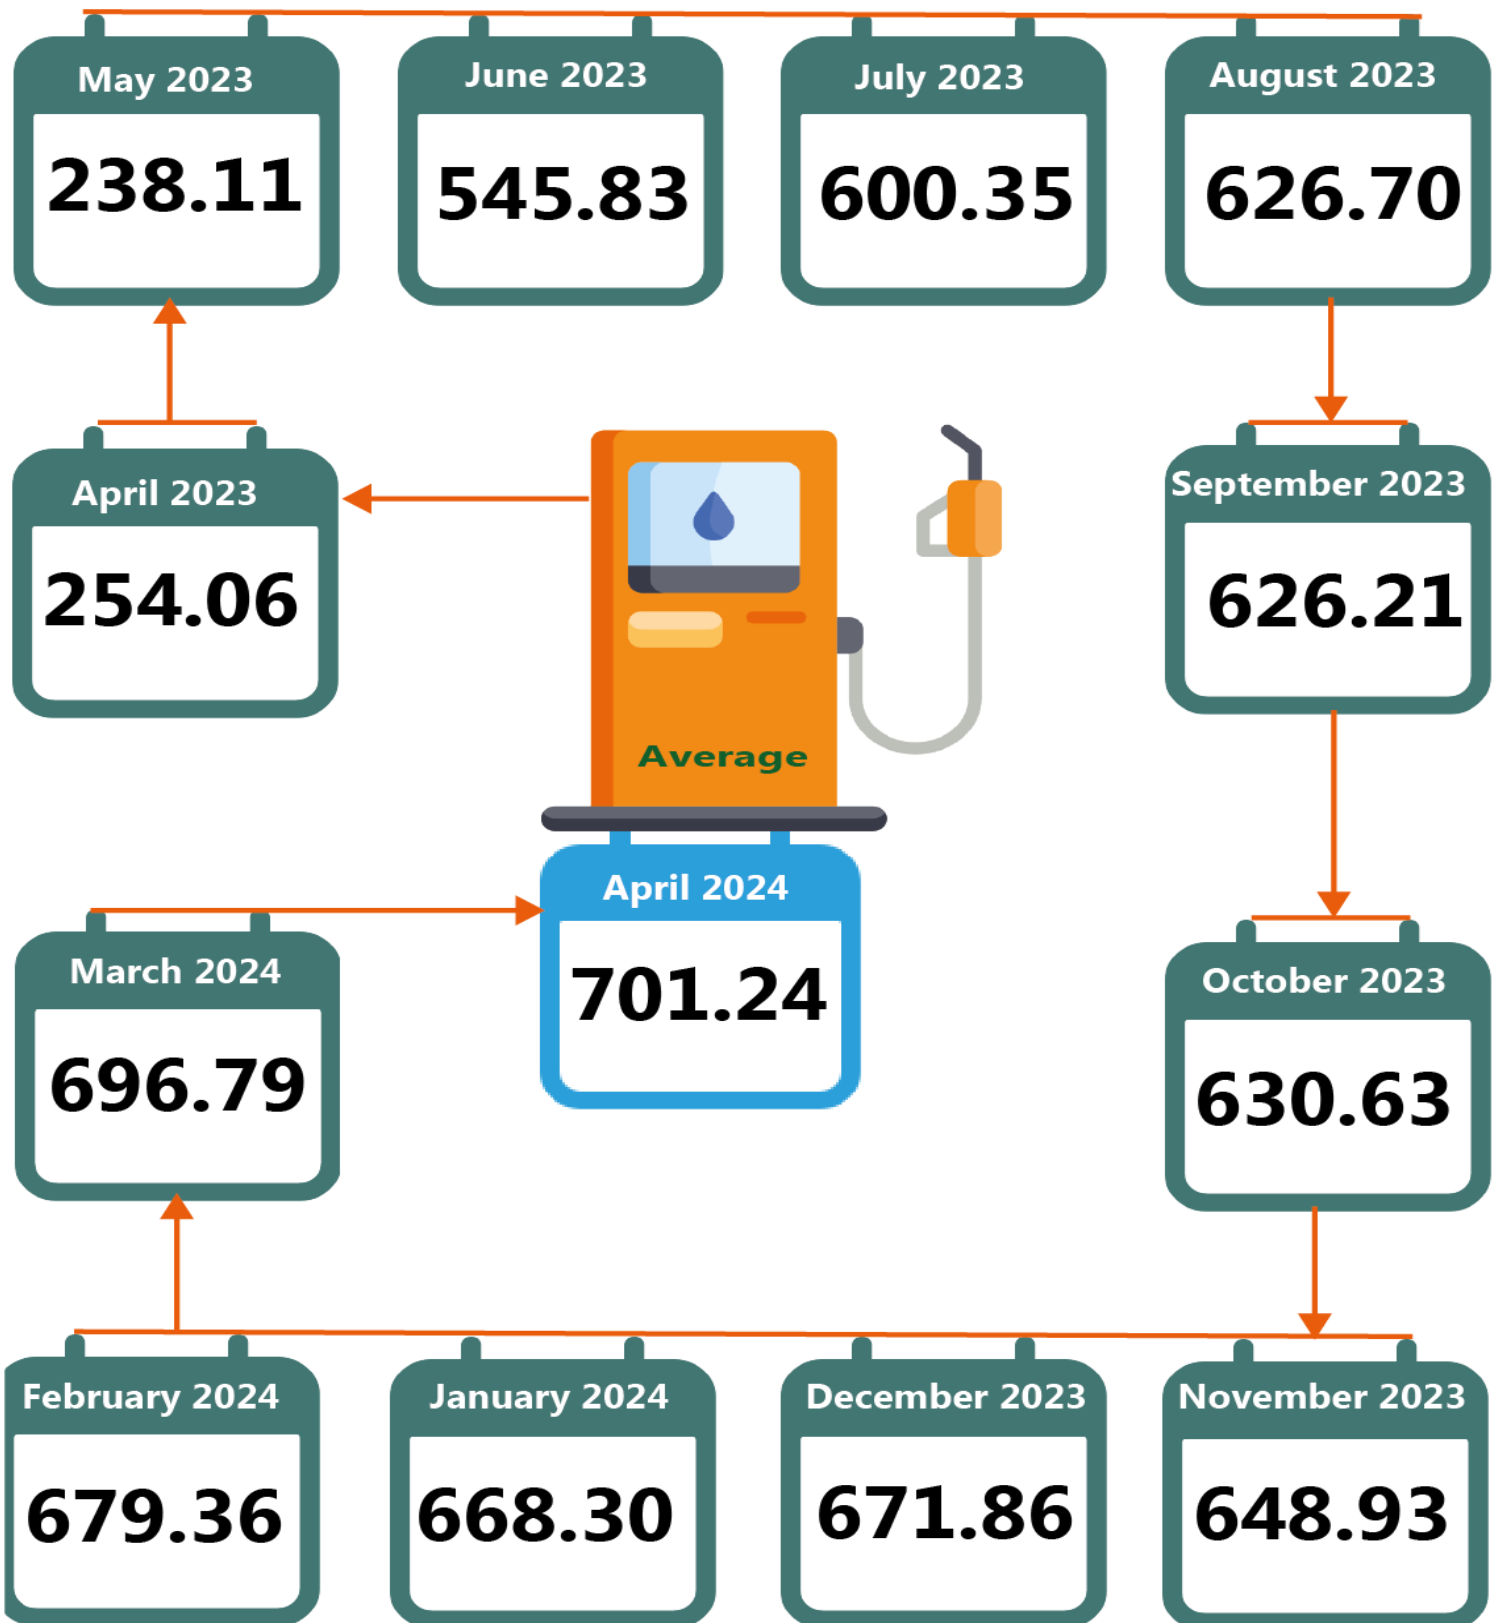 May 2023
238.11
June 2023
545.83
July 2023
600.35
August 2023
626.70
April 2023
254.06
September 2023
626.21
Average
April 2024
701.24
March 2024
696.79
October 2023
630.63
February 2024
679.36
January 2024
668.30
December 2023
671.86
November 2023
648.93